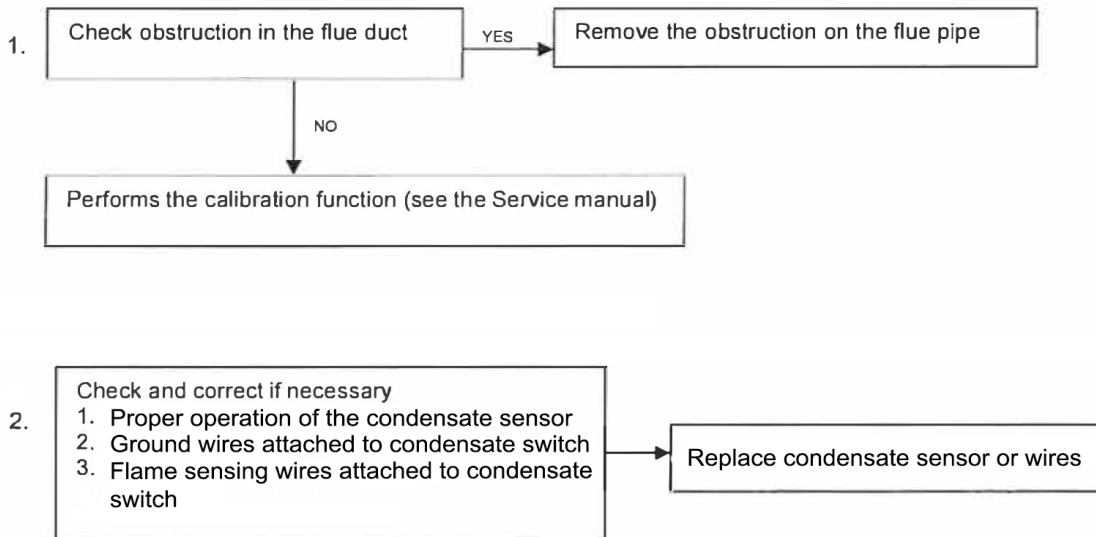 1.
Check obstruction in the flue duct
YES
Remove the obstruction on the flue pipe
NO
Performs the calibration function (see the Service manual)
2.
Check and correct if necessary
1. Proper operation of the condensate sensor
2. Ground wires attached to condensate switch
3. Flame sensing wires attached to condensate
switch
Replace condensate sensor or wires